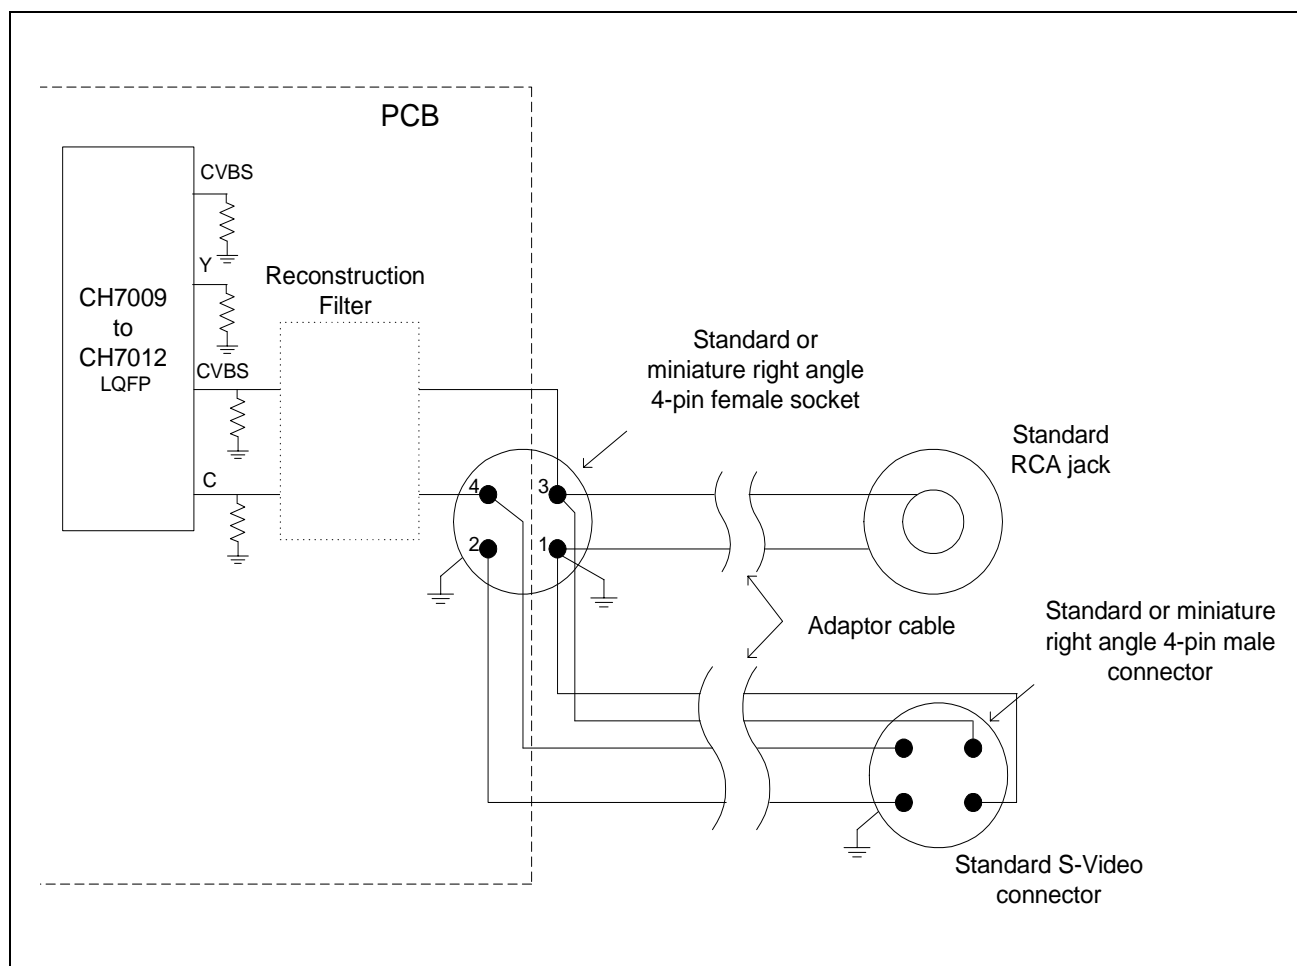 PCB
CVBS
Y
Reconstruction
Filter
CH7009
to
CH7012
LQFP
CVBS
C
Standard or
miniature right angle
4-pin female socket
Standard
RCA jack
4
3
2
1
Adaptor cable
Standard or miniature
right angle 4-pin male
connector
Standard S-Video
connector